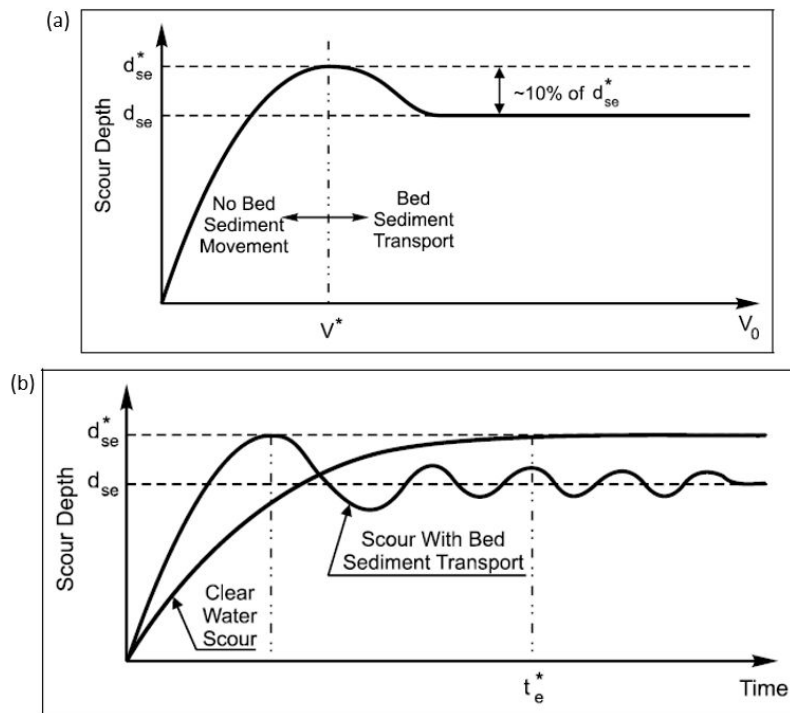 (a)
d*se
~10% of d*se
dse
Scour Depth
No Bed
Sediment
Movement
Bed
Sediment
Transport
V*
V0
(b)
d*se
dse
Scour Depth
Scour With Bed
Sediment Transport
Clear
Water
Scour
t*e
Time